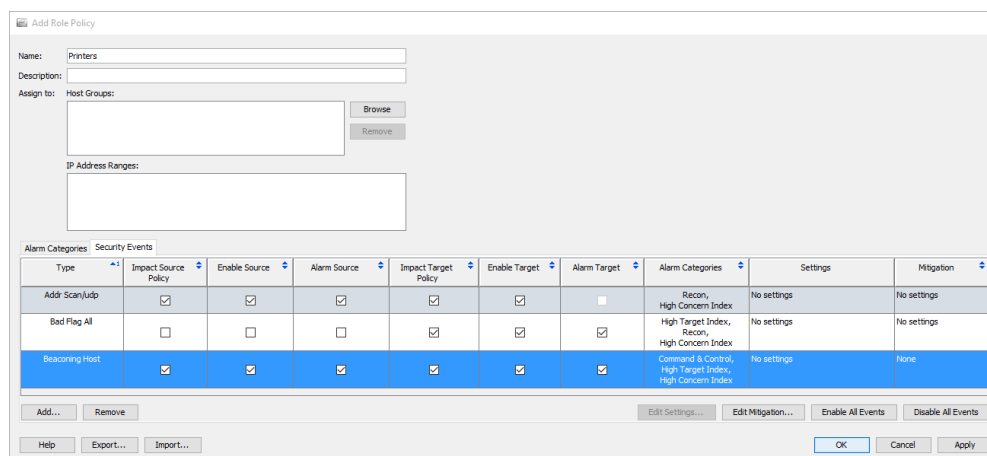 Add Role Policy
Name: Printers
Description:
Assign to: Host Groups:
Browse
Remove
IP Address Ranges:
Alarm Categories Security Events
Type 1 Impact Source Policy Enable Source Alarm Source Impact Target Policy Enable Target Alarm Target Alarm Categories Settings Mitigation
Addr Scan/udp Recon, High Concern Index No settings No settings
Bad Flag All High Target Index, Recon, High Concern Index No settings No settings
Beaconing Host Command & Control, High Target Index, High Concern Index No settings None
Add... Remove Edit Settings... Edit Mitigation... Enable All Events Disable All Events
Help Export... Import... OK Cancel Apply